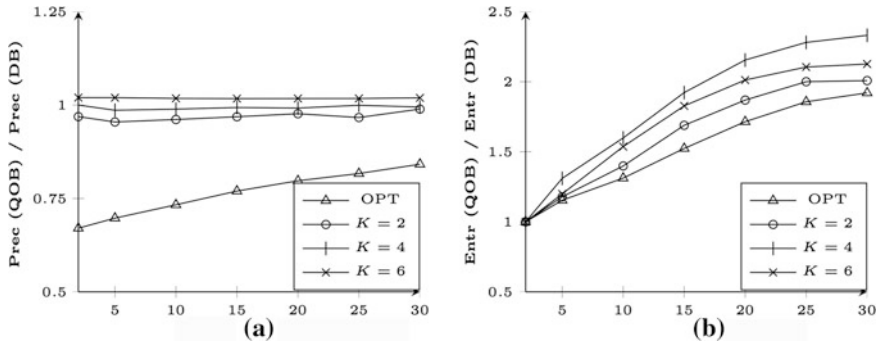 Prec (QOB) / Prec (DB)
1.25
1
0.75
0.5
5 10 15 20 25 30
OPT
K = 2
K = 4
K = 6
(a)
Entr (QOB) / Entr (DB)
2.5
2
1.5
1
0.5
5 10 15 20 25 30
OPT
K = 2
K = 4
K = 6
(b)